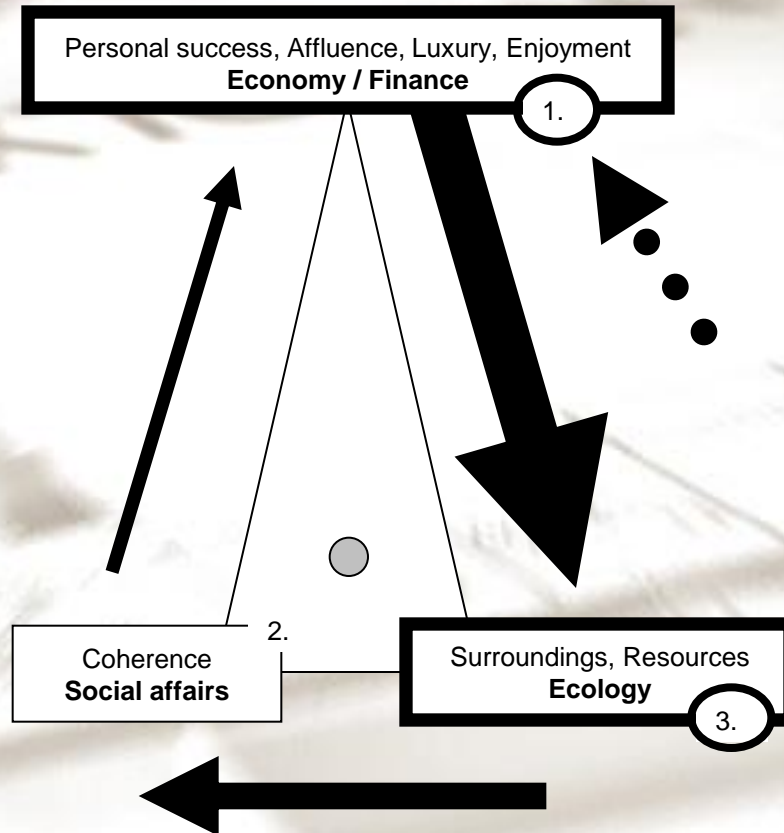 Personal success, Affluence, Luxury, Enjoyment
Economy / Finance
1.
2.
Coherence
Social affairs
Surroundings, Resources
Ecology
3.